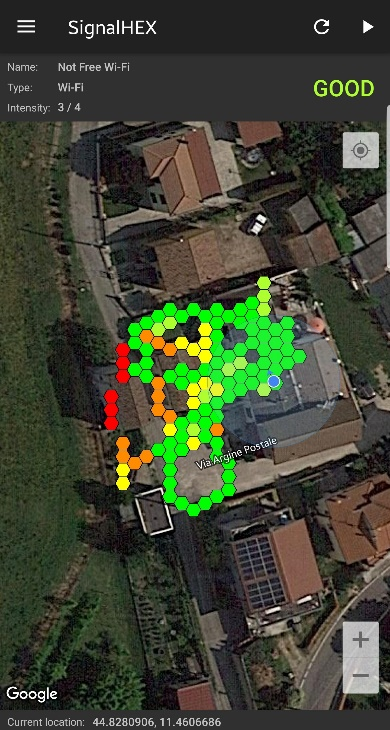 SignalHEX
Name: Not Free Wi-Fi
Type: Wi-Fi
GOOD
Intensity: 3 / 4
Via Argine Postale
+
−
Google
Current location: 44.8280906, 11.4606686